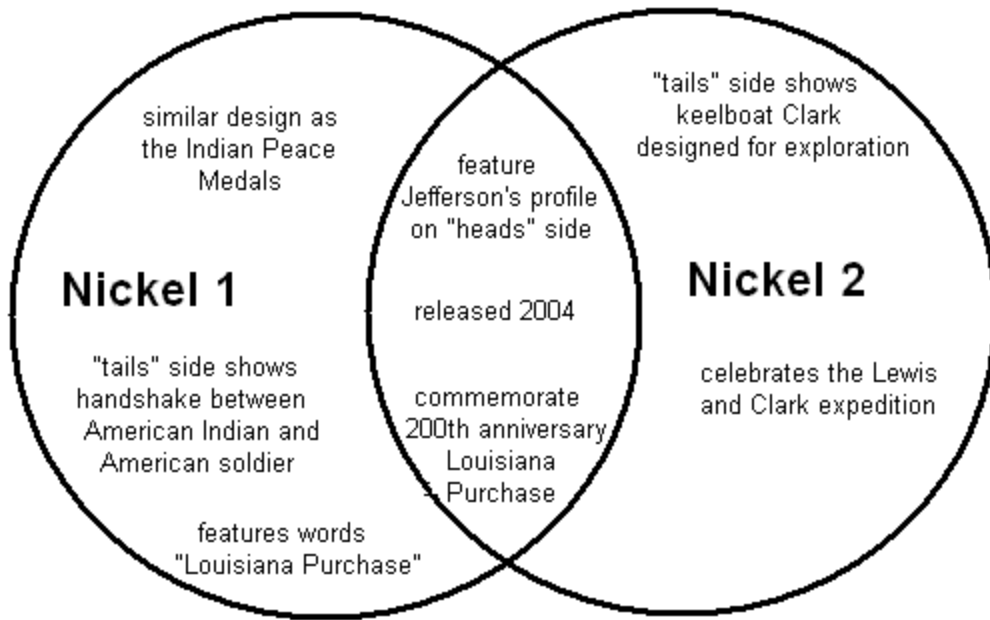 similar design as
the Indian Peace
Medals
Nickel 1
"tails" side shows
handshake between
American Indian and
American soldier
features words
"Louisiana Purchase"
feature
Jefferson's profile
on "heads" side
released 2004
commemorate
200th anniversary
Louisiana
Purchase
"tails" side shows
keelboat Clark
designed for exploration
Nickel 2
celebrates the Lewis
and Clark expedition